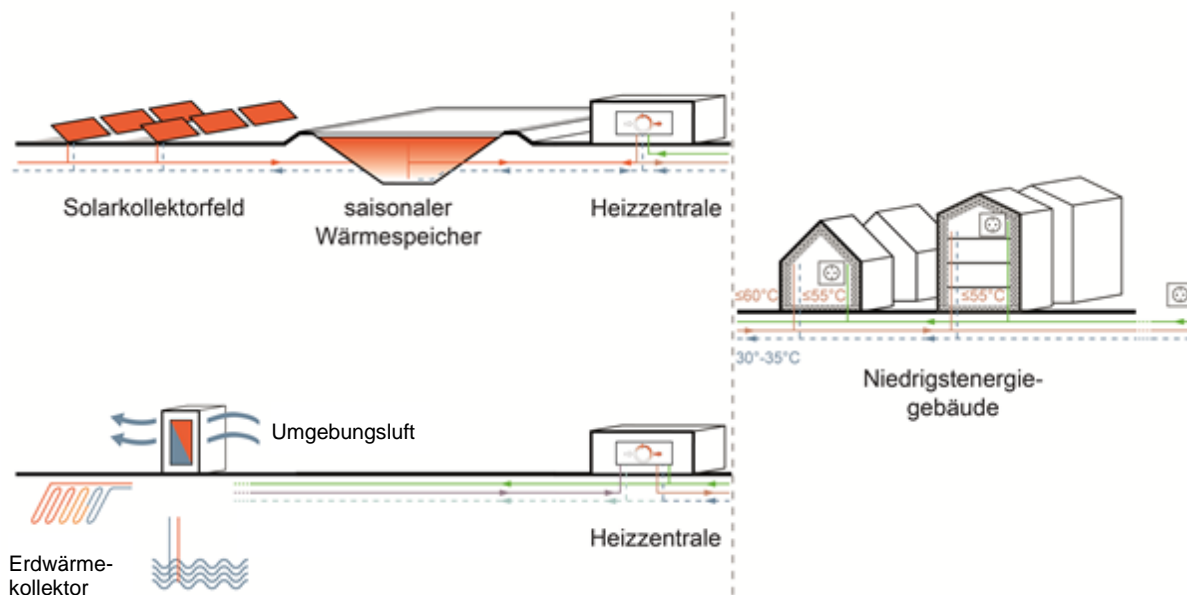 Solarkollektorfeld
saisonaler
Wärmespeicher
Heizzentrale
≤60°C
≤55°C
≤55°C
30°-35°C
Niedrigstenergie-
gebäude
Umgebungsluft
Heizzentrale
Erdwärme-
kollektor